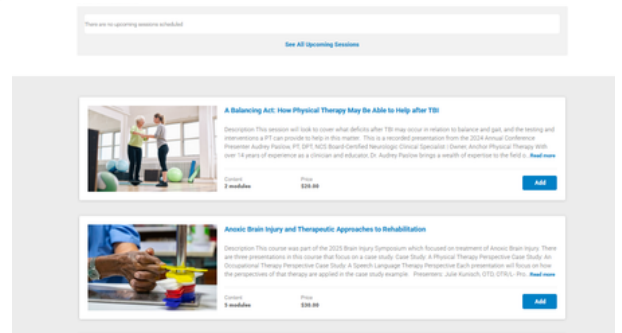 There are no upcoming sessions scheduled
See All Upcoming Sessions
A Balancing Act: How Physical Therapy May Be Able to Help after TBI
Description This session will look to cover what deficits after TBI may occur in relation to balance and gait, and the testing and
interventions a PT can provide to help in this matter. This is a recorded presentation from the 2024 Annual Conference
Presenter Audrey Paslow, PT, DPT, NCS Board-Certified Neurologic Clinical Specialist | Owner, Anchor Physical Therapy With
over 14 years of experience as a clinician and educator, Dr. Audrey Paslow brings a wealth of expertise to the field o... Read more
Content Price
2 modules $20.00 Add
Anoxic Brain Injury and Therapeutic Approaches to Rehabilitation
Description This course was part of the 2025 Brain Injury Symposium which focused on treatment of Anoxic Brain Injury. There
are three presentations in this course that focus on a case study. Case Study: A Physical Therapy Perspective Case Study: An
Occupational Therapy Perspective Case Study: A Speech Language Therapy Perspective Each presentation will focus on how
the perspectives of that therapy are applied in the case study example. Presenters: Julie Kunisch, OTD, OTR/L- Pro... Read more
Content Price
5 modules $30.00 Add